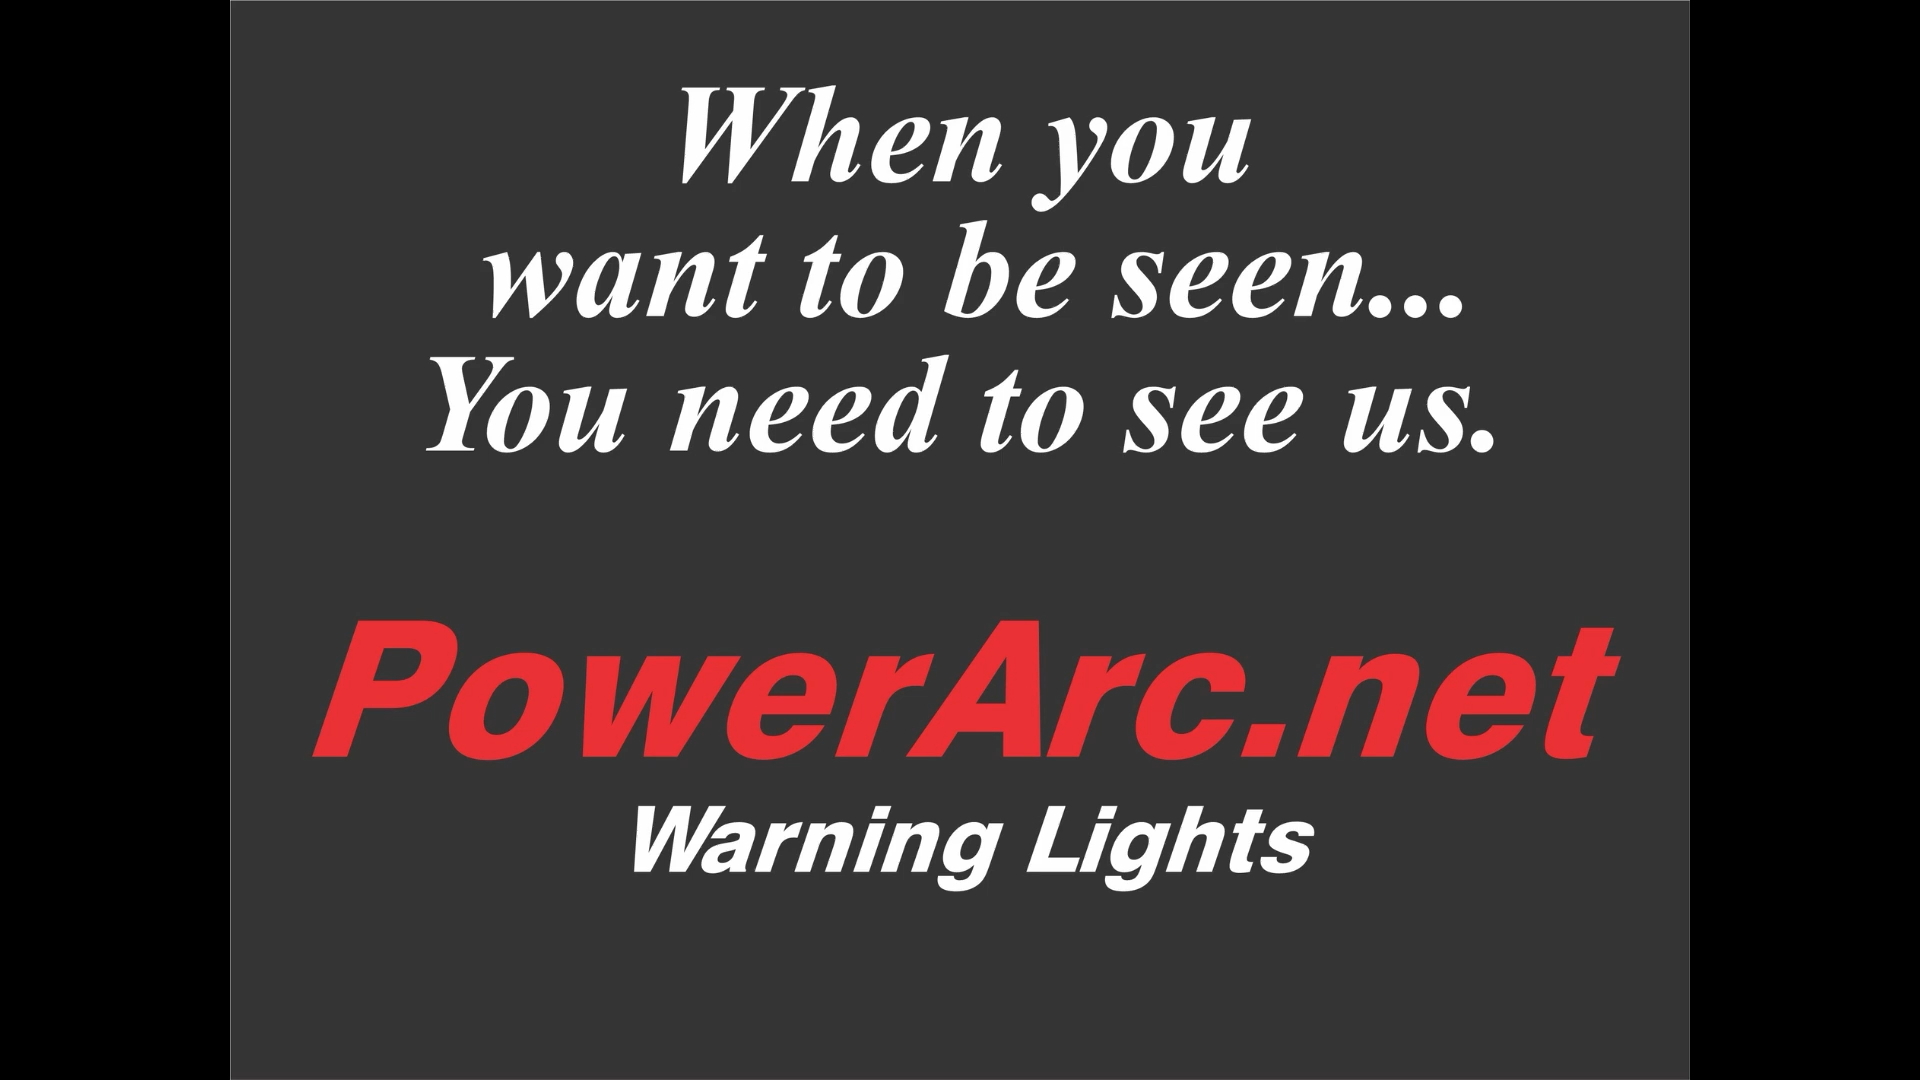 When you
want to be seen...
You need to see us.
PowerArc.net
Warning Lights